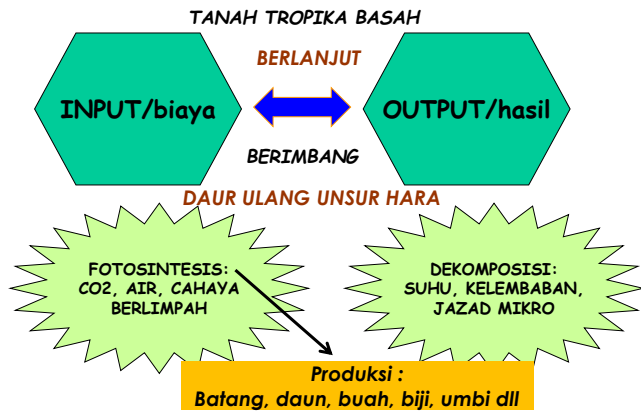 TANAH TROPIKA BASAH
BERLANJUT
INPUT/biaya
OUTPUT/hasil
BERIMBANG
DAUR ULANG UNSUR HARA
FOTOSINTESIS:
CO2, AIR, CAHAYA
BERLIMPAH
DEKOMPOSISI:
SUHU, KELEMBABAN,
JAZAD MIKRO
Produksi :
Batang, daun, buah, biji, umbi dll